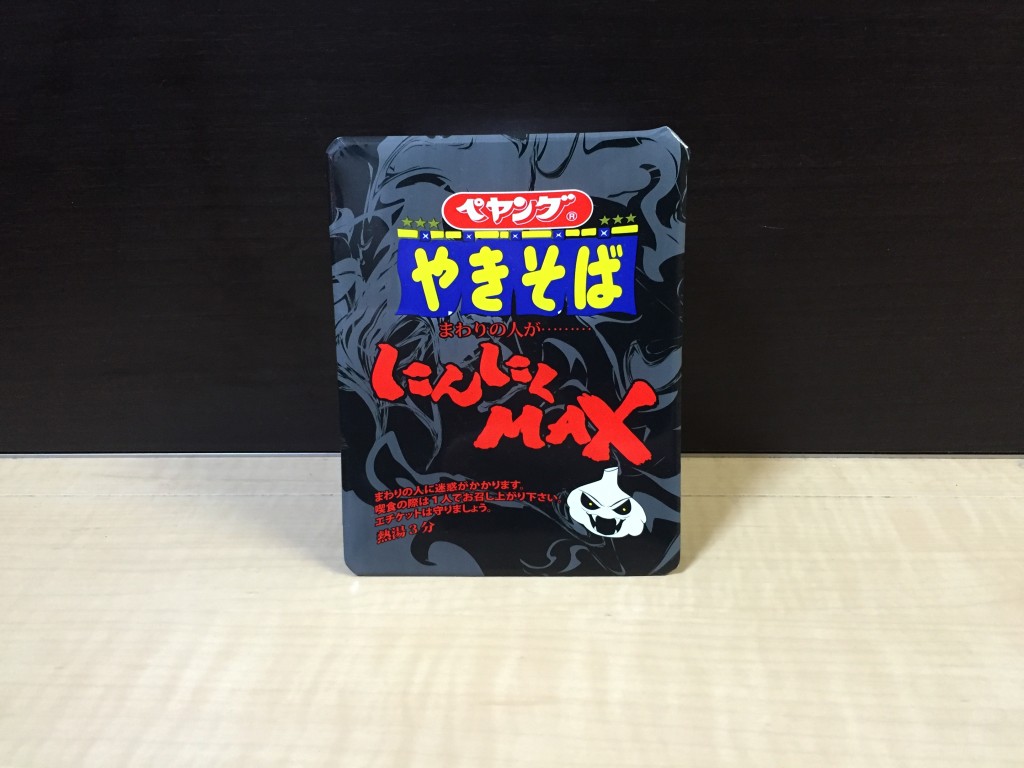 ペヤング®
やきそば
まわりの人が………
にんにく
MAX
まわりの人に迷惑がかかります。
喫食の際は1人でお召し上がり下さい。
エチケットは守りましょう。
熱湯3分